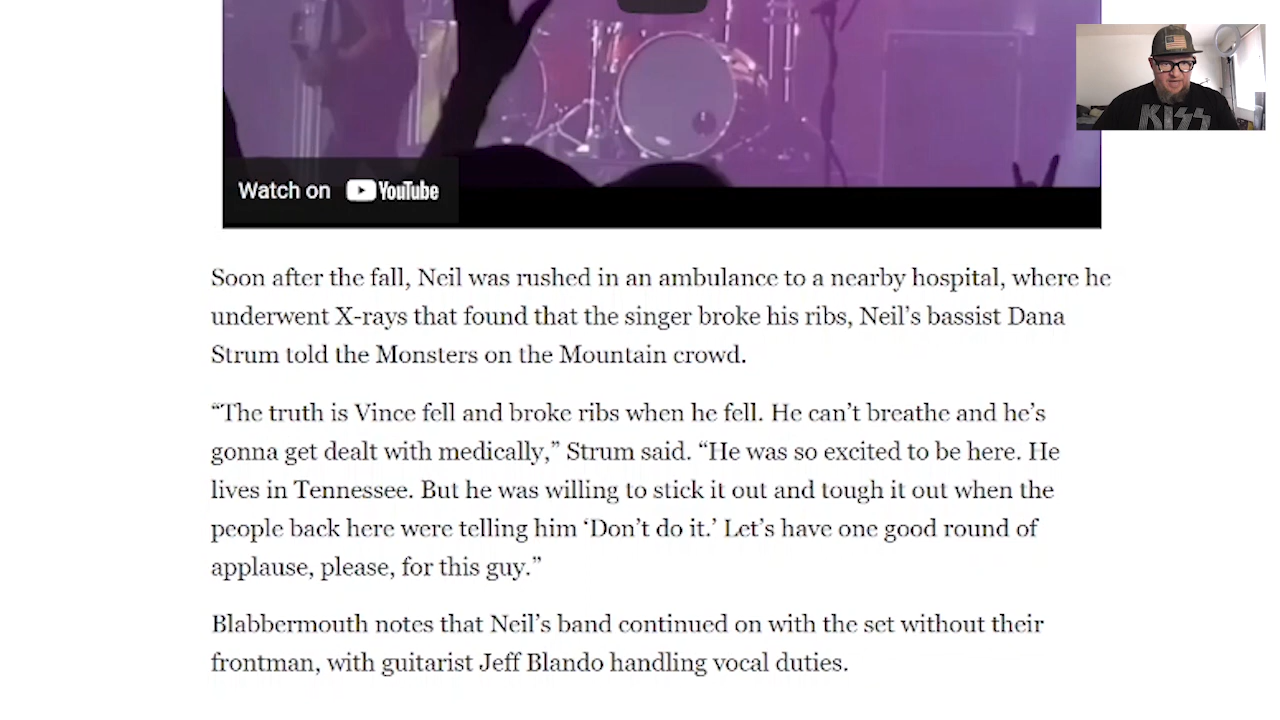 Watch on YouTube
KISS
Soon after the fall, Neil was rushed in an ambulance to a nearby hospital, where he
underwent X-rays that found that the singer broke his ribs, Neil’s bassist Dana
Strum told the Monsters on the Mountain crowd.
“The truth is Vince fell and broke ribs when he fell. He can’t breathe and he’s
gonna get dealt with medically,” Strum said. “He was so excited to be here. He
lives in Tennessee. But he was willing to stick it out and tough it out when the
people back here were telling him ‘Don’t do it.’ Let’s have one good round of
applause, please, for this guy.”
Blabbermouth notes that Neil’s band continued on with the set without their
frontman, with guitarist Jeff Blando handling vocal duties.